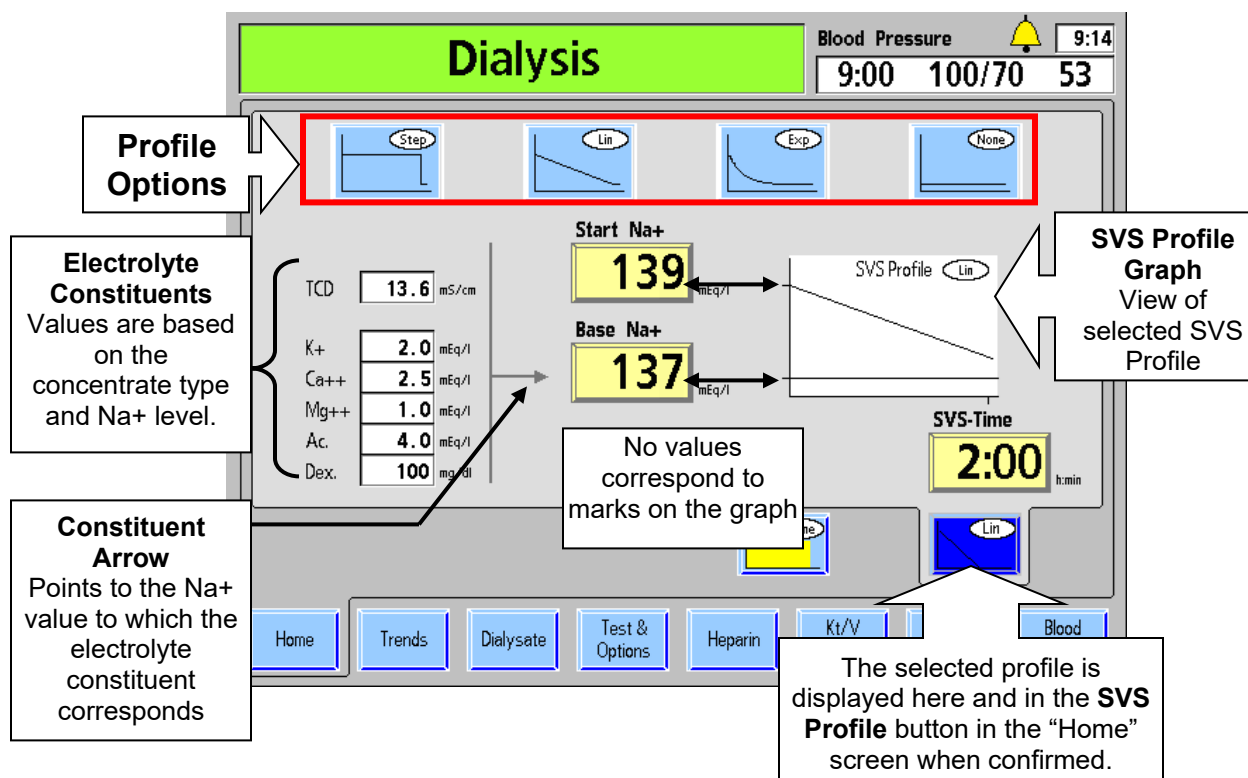 Dialysis
Blood Pressure
9:14
9:00 100/70 53
Profile
Options
Step
Lin
Exp
None
Electrolyte
Constituents
Values are based
on the
concentrate type
and Na+ level.
TCD 13.6 mS/cm
K+ 2.0 mEq/l
Ca++ 2.5 mEq/l
Mg++ 1.0 mEq/l
Ac. 4.0 mEq/l
Dex. 100 mg/dl
Start Na+
139 mEq/l
Base Na+
137 mEq/l
SVS Profile Lin
SVS Profile
Graph
View of
selected SVS
Profile
SVS-Time
2:00 h:min
No values
correspond to
marks on the graph
Lin
Constituent
Arrow
Points to the Na+
value to which the
electrolyte
constituent
corresponds
Home
Trends
Dialysate
Test &
Options
Heparin
Kt/V
Blood
The selected profile is
displayed here and in the SVS
Profile button in the “Home”
screen when confirmed.